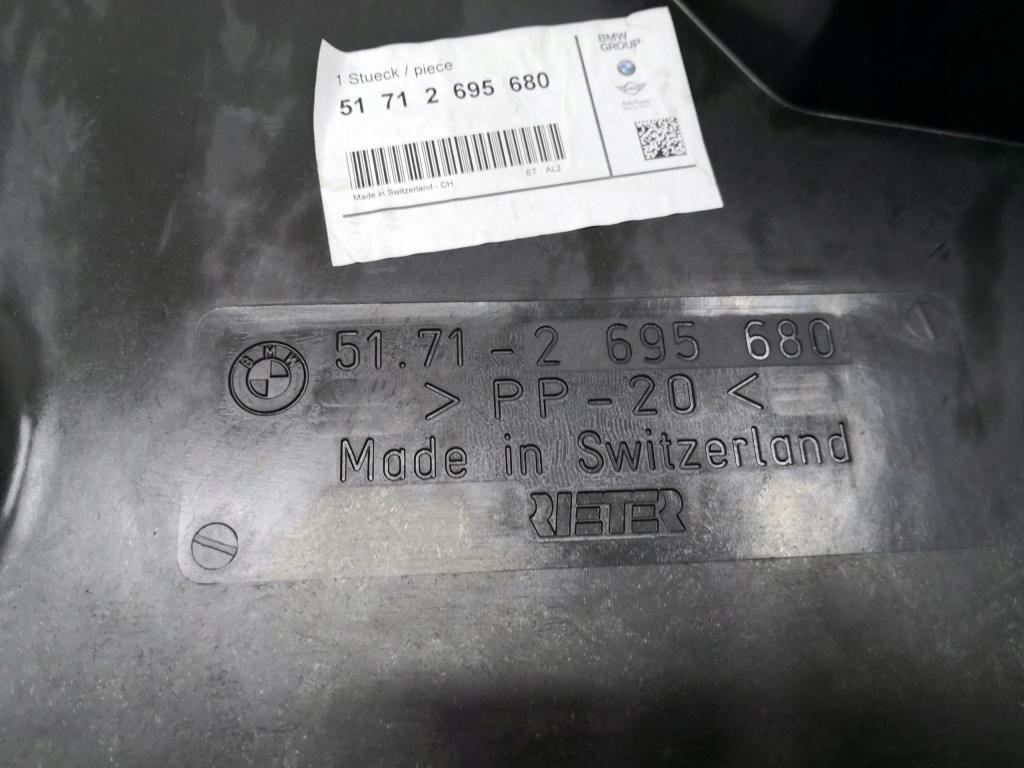 1 Stueck / piece
51 71 2 695 680
Made in Switzerland - CH
ET AL2
BMW
GROUP
BMW
51.71-2 695 680
>PP-20<
Made in Switzerland
RIETER